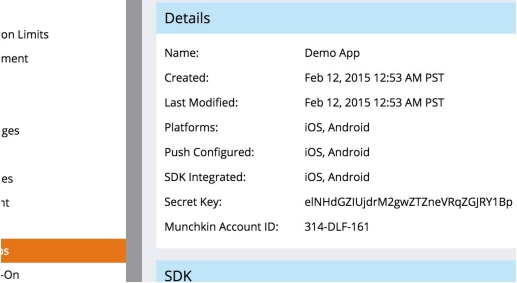 on Limits
ment
ges
es
nt
os
-On
Details
Name: Demo App
Created: Feb 12, 2015 12:53 AM PST
Last Modified: Feb 12, 2015 12:53 AM PST
Platforms: iOS, Android
Push Configured: iOS, Android
SDK Integrated: iOS, Android
Secret Key: elNHdGZIUjdrM2gwZTZneVRqZGJRY1Bp
Munchkin Account ID: 314-DLF-161
SDK